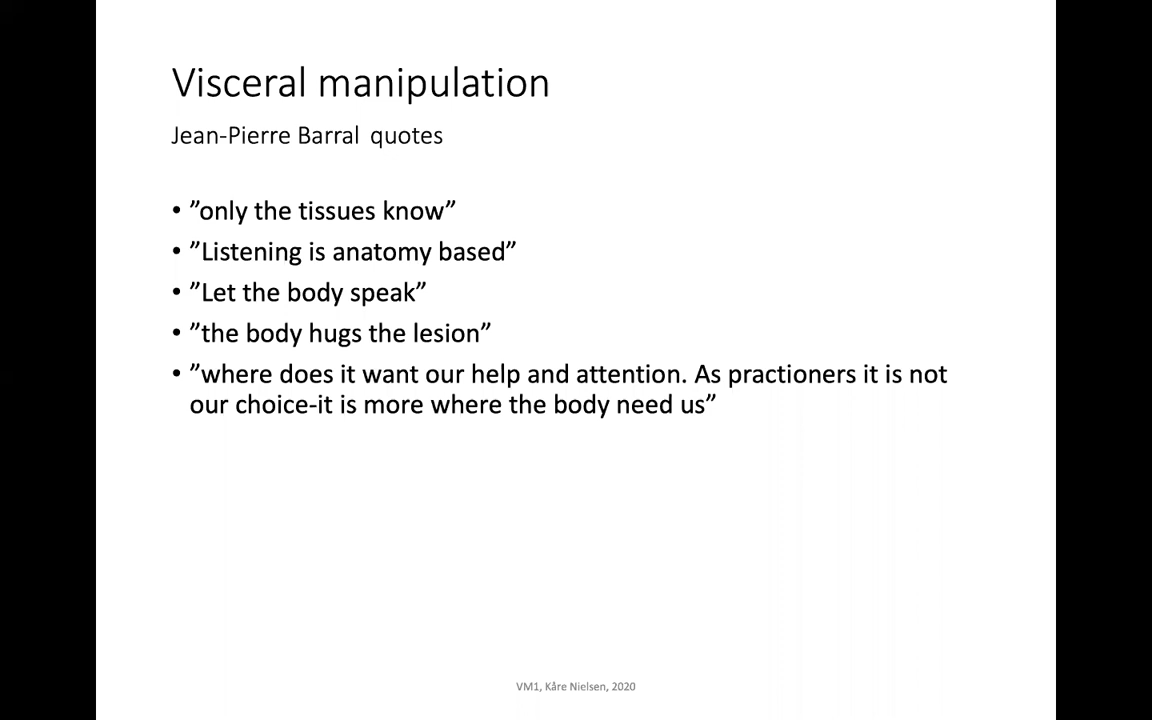 Visceral manipulation
Jean-Pierre Barral quotes
• ”only the tissues know”
• ”Listening is anatomy based”
• ”Let the body speak”
• ”the body hugs the lesion”
• ”where does it want our help and attention. As practioners it is not
our choice-it is more where the body need us”
VM1, Kåre Nielsen, 2020